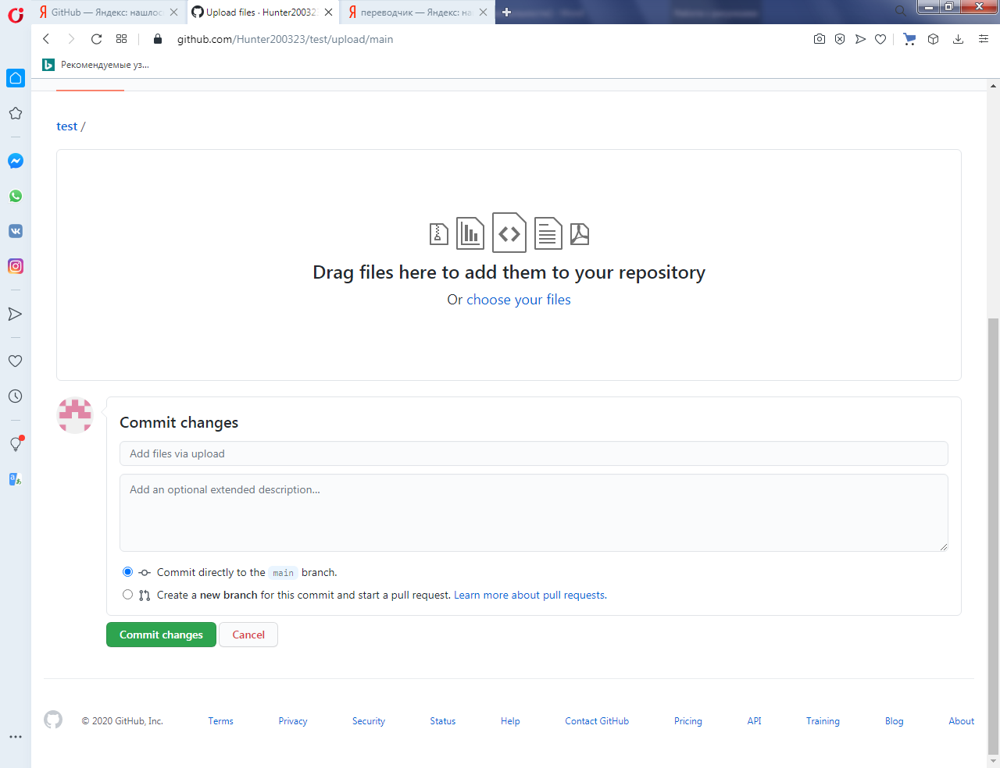 GitHub — Яндекс: нашлос
Upload files · Hunter200323
переводчик — Яндекс: на
github.com/Hunter200323/test/upload/main
Рекомендуемые уз...
test /
Drag files here to add them to your repository
Or choose your files
Commit changes
Add files via upload
Add an optional extended description...
Commit directly to the main branch.
Create a new branch for this commit and start a pull request. Learn more about pull requests.
Commit changes Cancel
© 2020 GitHub, Inc. Terms Privacy Security Status Help Contact GitHub Pricing API Training Blog About